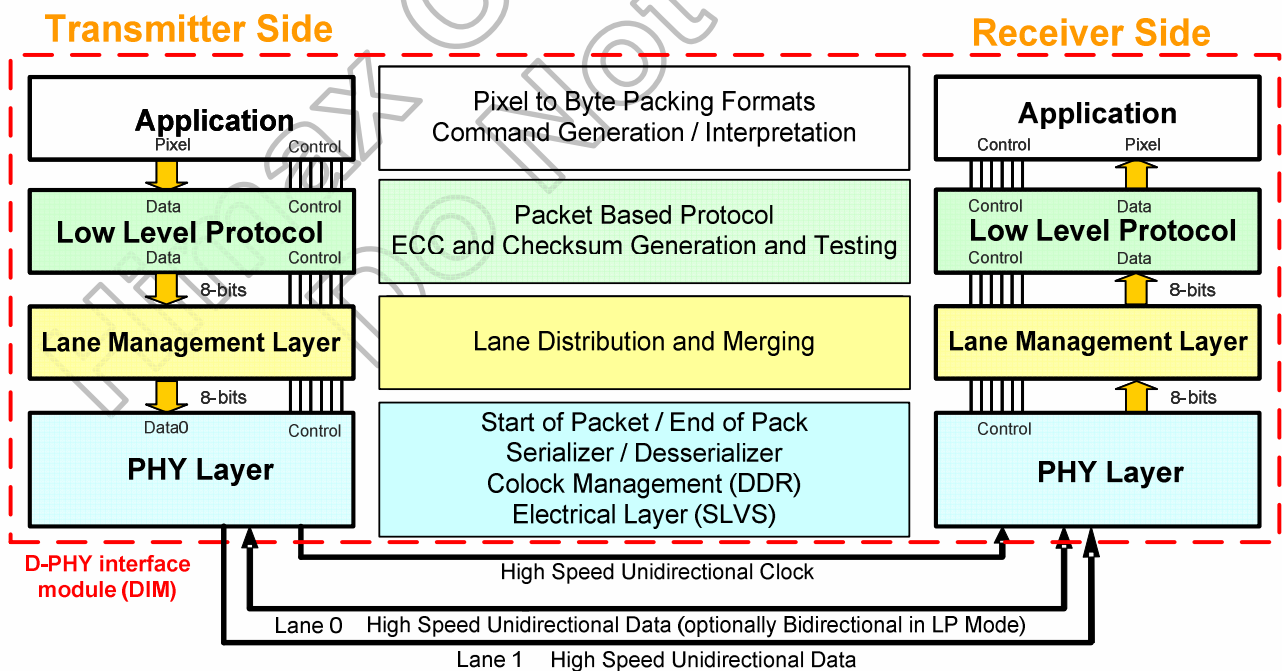 Transmitter Side
Receiver Side
Application
Pixel
Control
Data
Control
Low Level Protocol
Data
Control
8-bits
Lane Management Layer
8-bits
Data0
Control
PHY Layer
Pixel to Byte Packing Formats
Command Generation / Interpretation
Packet Based Protocol
ECC and Checksum Generation and Testing
Lane Distribution and Merging
Start of Packet / End of Pack
Serializer / Desserializer
Colock Management (DDR)
Electrical Layer (SLVS)
Application
Control
Pixel
Control
Data
Low Level Protocol
Control
Data
8-bits
Lane Management Layer
8-bits
Control
PHY Layer
D-PHY interface
module (DIM)
High Speed Unidirectional Clock
Lane 0 High Speed Unidirectional Data (optionally Bidirectional in LP Mode)
Lane 1 High Speed Unidirectional Data
Himax
Do Not